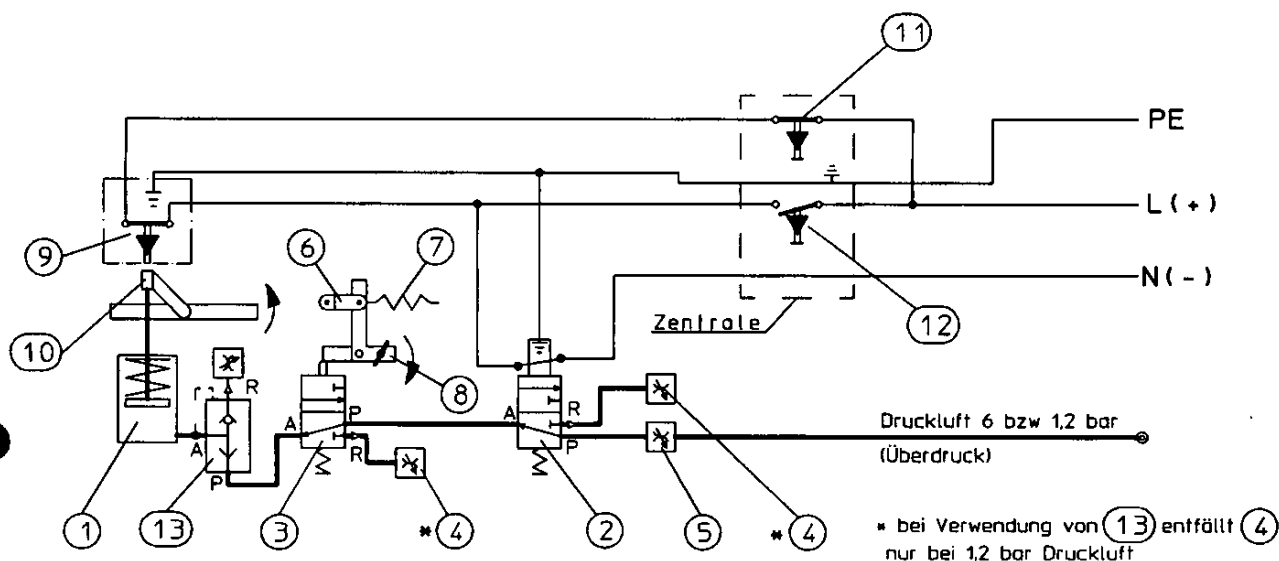 11
PE
L (+)
9
6
7
N (-)
Zentrale
12
10
8
R
A
P
A
P
R
A
R
P
Druckluft 6 bzw 1,2 bar
(Überdruck)
1
13
3
* 4
2
5
* 4
* bei Verwendung von 13 entfällt 4
nur bei 1,2 bar Druckluft